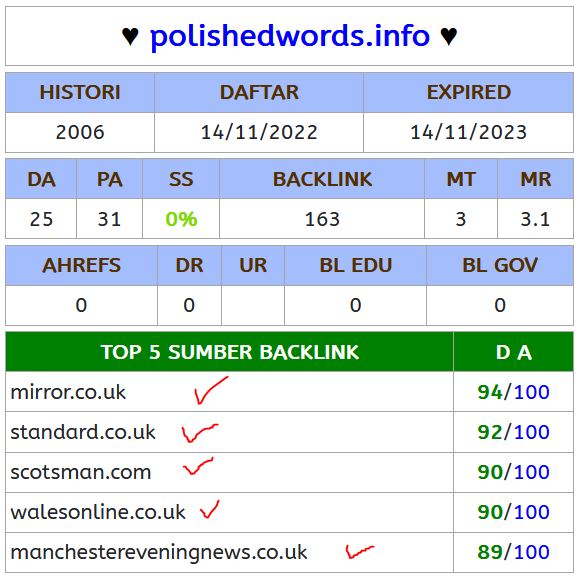 ♥ polishedwords.info ♥
HISTORI DAFTAR EXPIRED
2006 14/11/2022 14/11/2023
DA PA SS BACKLINK MT MR
25 31 0% 163 3 3.1
AHREFS DR UR BL EDU BL GOV
0 0 0 0
TOP 5 SUMBER BACKLINK D A
mirror.co.uk 94/100
standard.co.uk 92/100
scotsman.com 90/100
walesonline.co.uk 90/100
manchestereveningnews.co.uk 89/100